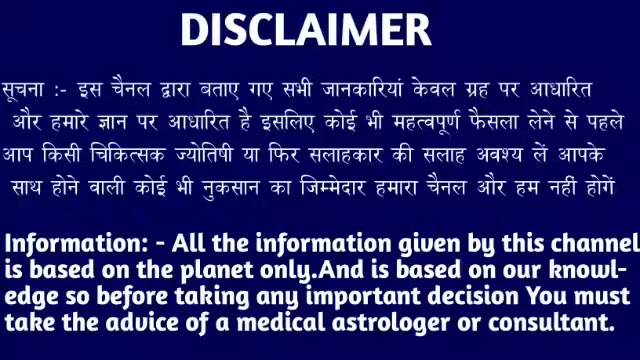 DISCLAIMER
सूचना :- इस चैनल द्वारा बताए गए सभी जानकारियां केवल ग्रह पर आधारित
और हमारे ज्ञान पर आधारित है इसलिए कोई भी महत्वपूर्ण फैसला लेने से पहले
आप किसी चिकित्सक ज्योतिषी या फिर सलाहकार की सलाह अवश्य लें आपके
साथ होने वाली कोई भी नुकसान का जिम्मेदार हमारा चैनल और हम नहीं होगें
Information: - All the information given by this channel
is based on the planet only.And is based on our knowl-
edge so before taking any important decision You must
take the advice of a medical astrologer or consultant.